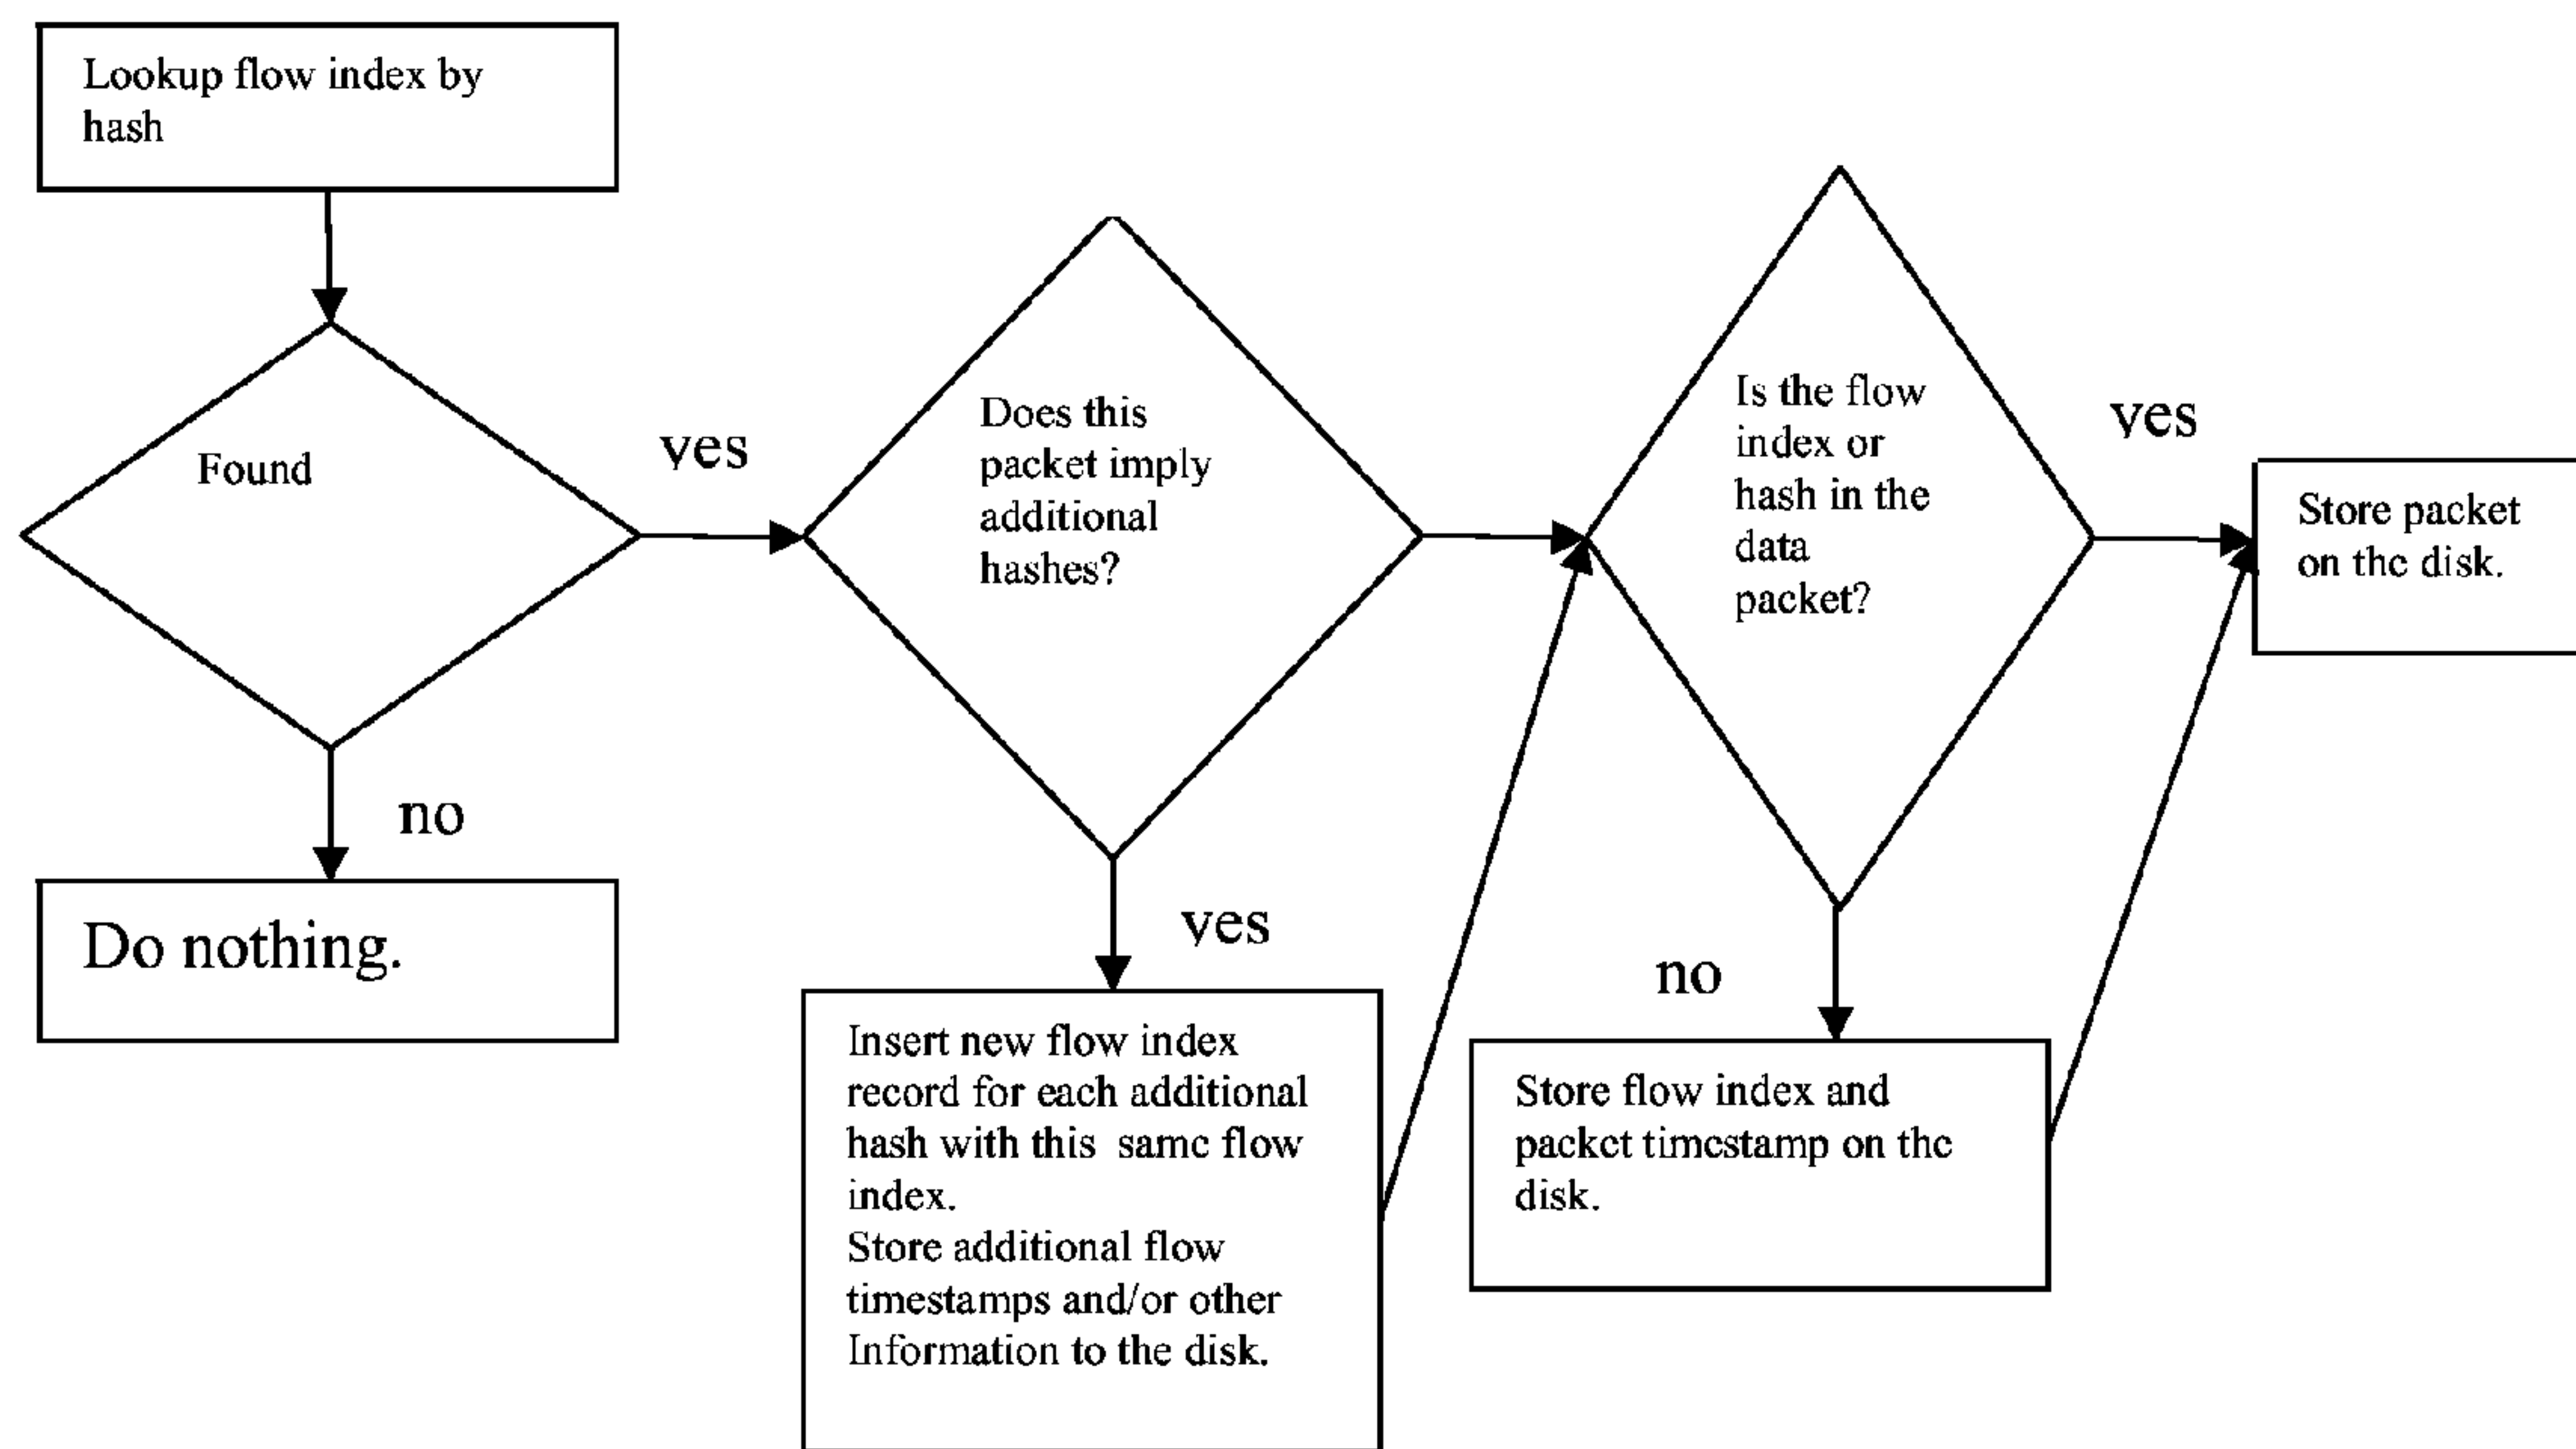 Lookup flow index by
hash
Found
yes
no
Do nothing.
Does this
packet imply
additional
hashes?
yes
Insert new flow index
record for each additional
hash with this same flow
index.
Store additional flow
timestamps and/or other
Information to the disk.
Is the flow
index or
hash in the
data
packet?
yes
no
Store flow index and
packet timestamp on the
disk.
Store packet
on the disk.